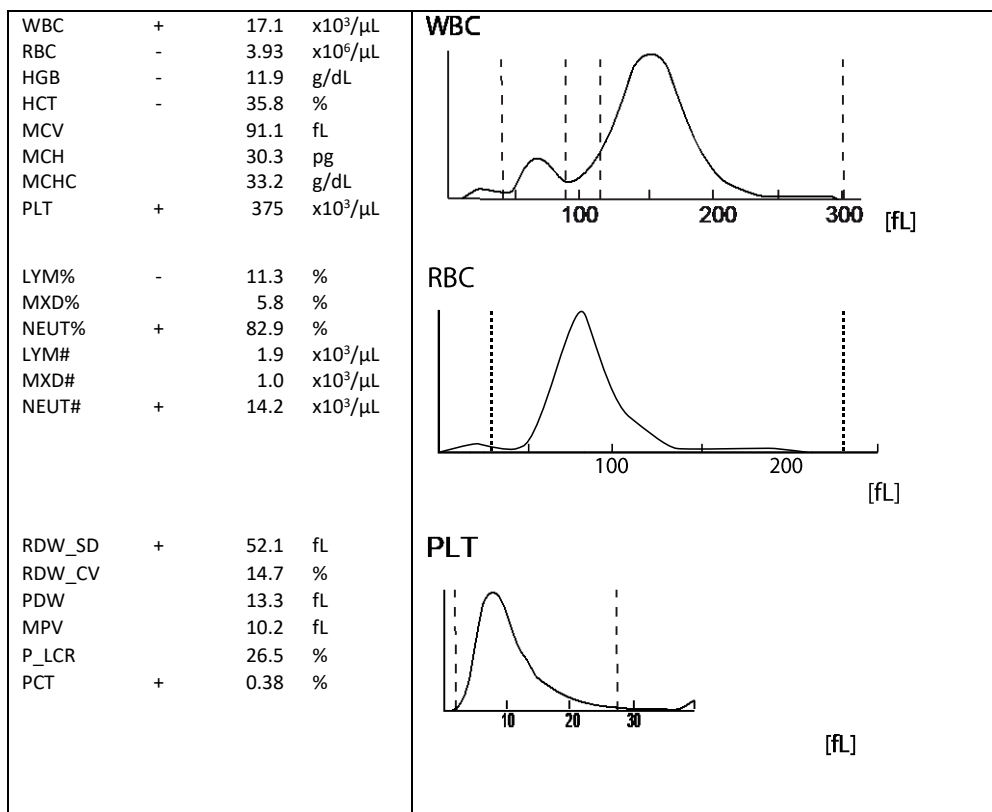 WBC + 17.1 x10³/µL
RBC - 3.93 x10⁶/µL
HGB - 11.9 g/dL
HCT - 35.8 %
MCV 91.1 fL
MCH 30.3 pg
MCHC 33.2 g/dL
PLT + 375 x10³/µL
LYM% - 11.3 %
MXD% 5.8 %
NEUT% + 82.9 %
LYM# 1.9 x10³/µL
MXD# 1.0 x10³/µL
NEUT# + 14.2 x10³/µL
RDW_SD + 52.1 fL
RDW_CV 14.7 %
PDW 13.3 fL
MPV 10.2 fL
P_LCR 26.5 %
PCT + 0.38 %
WBC
100 200 300 [fL]
RBC
100 200
[fL]
PLT
10 20 30
[fL]